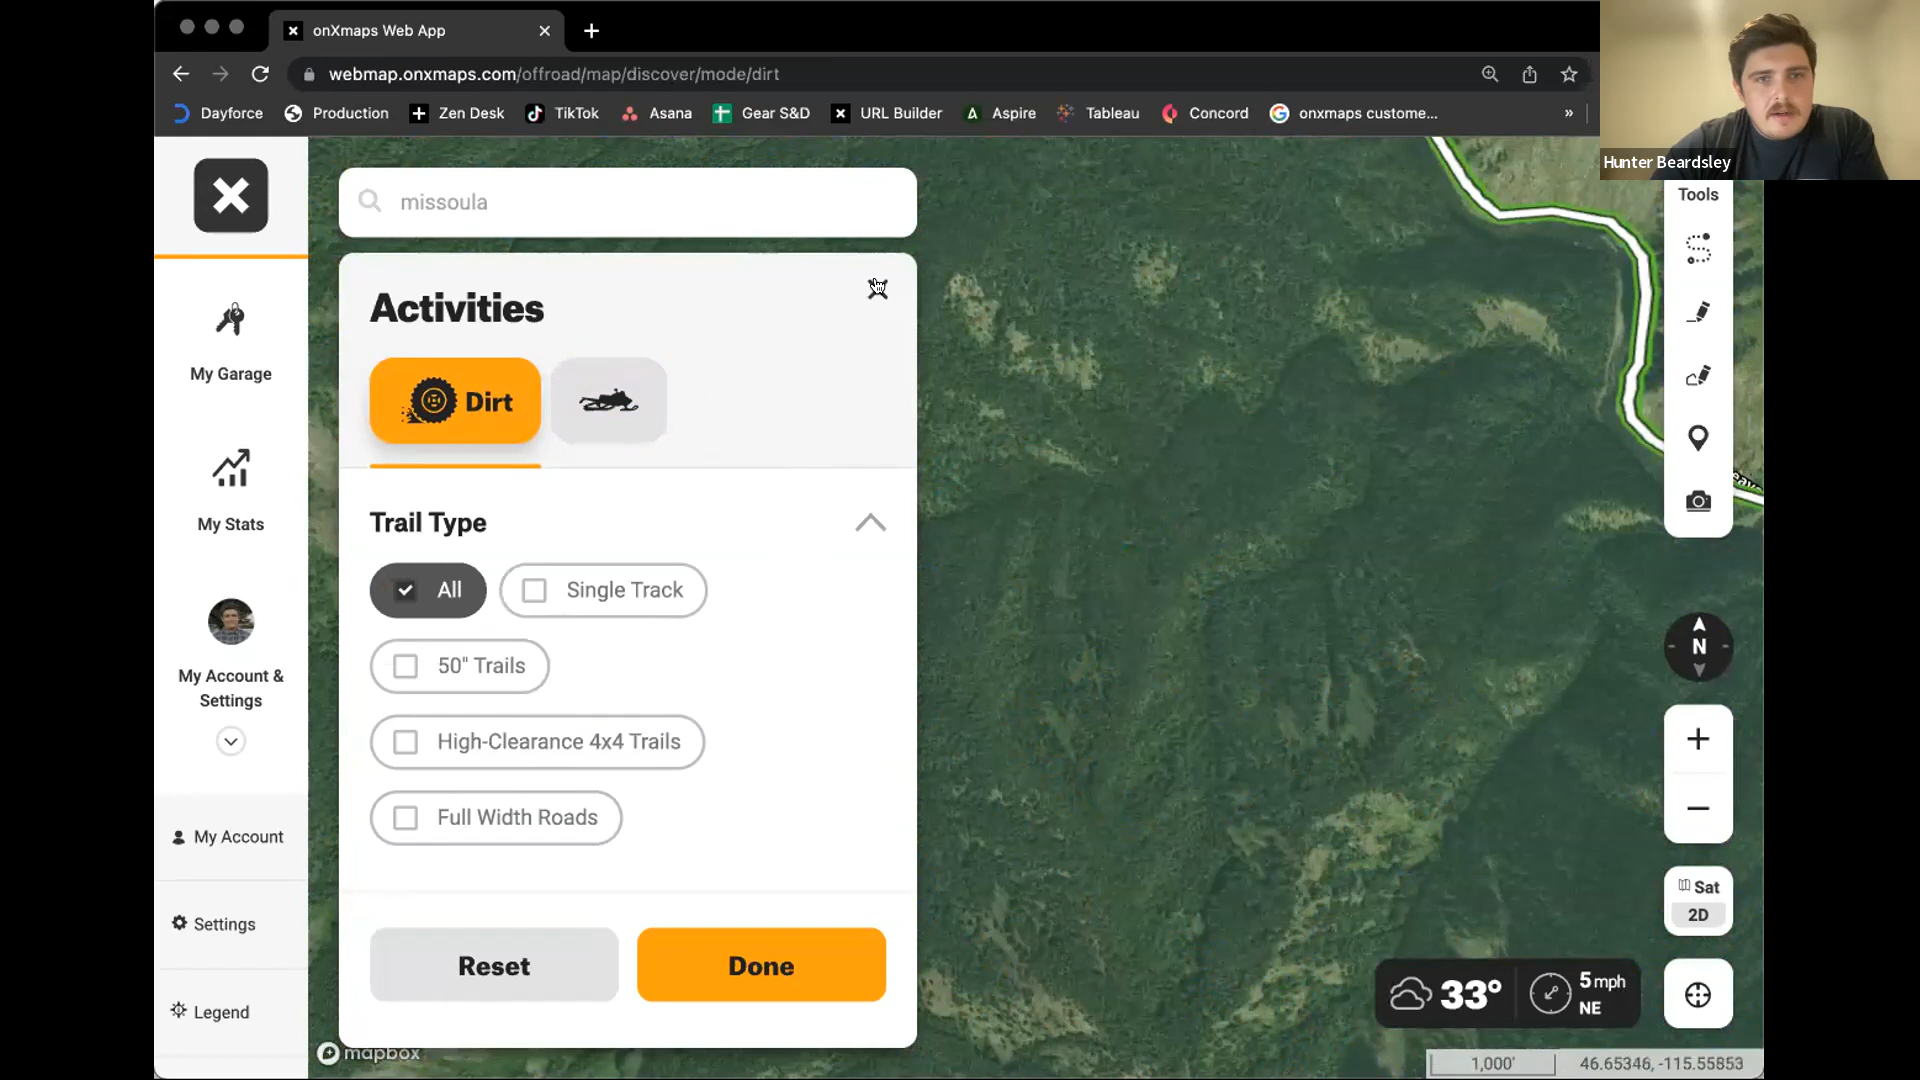 onXmaps Web App
webmap.onxmaps.com/offroad/map/discover/mode/dirt
Dayforce Production Zen Desk TikTok Asana Gear S&D URL Builder Aspire Tableau Concord onxmaps custome... »
Hunter Beardsley
missoula
Tools
Activities
My Garage
Dirt
My Stats
Trail Type
All
Single Track
50" Trails
My Account &
Settings
High-Clearance 4x4 Trails
Full Width Roads
N
My Account
Sat
2D
Settings
Reset
Done
33°
5 mph
NE
Legend
mapbox
1,000'
46.65346, -115.55853